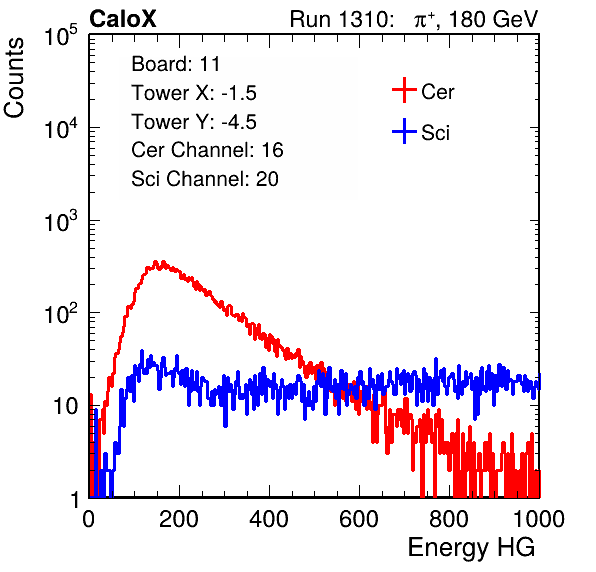 CaloX Run 1310: π⁺, 180 GeV
Counts
10⁵
10⁴
10³
10²
10
1
Board: 11
Tower X: -1.5
Tower Y: -4.5
Cer Channel: 16
Sci Channel: 20
Cer
Sci
0 200 400 600 800 1000
Energy HG